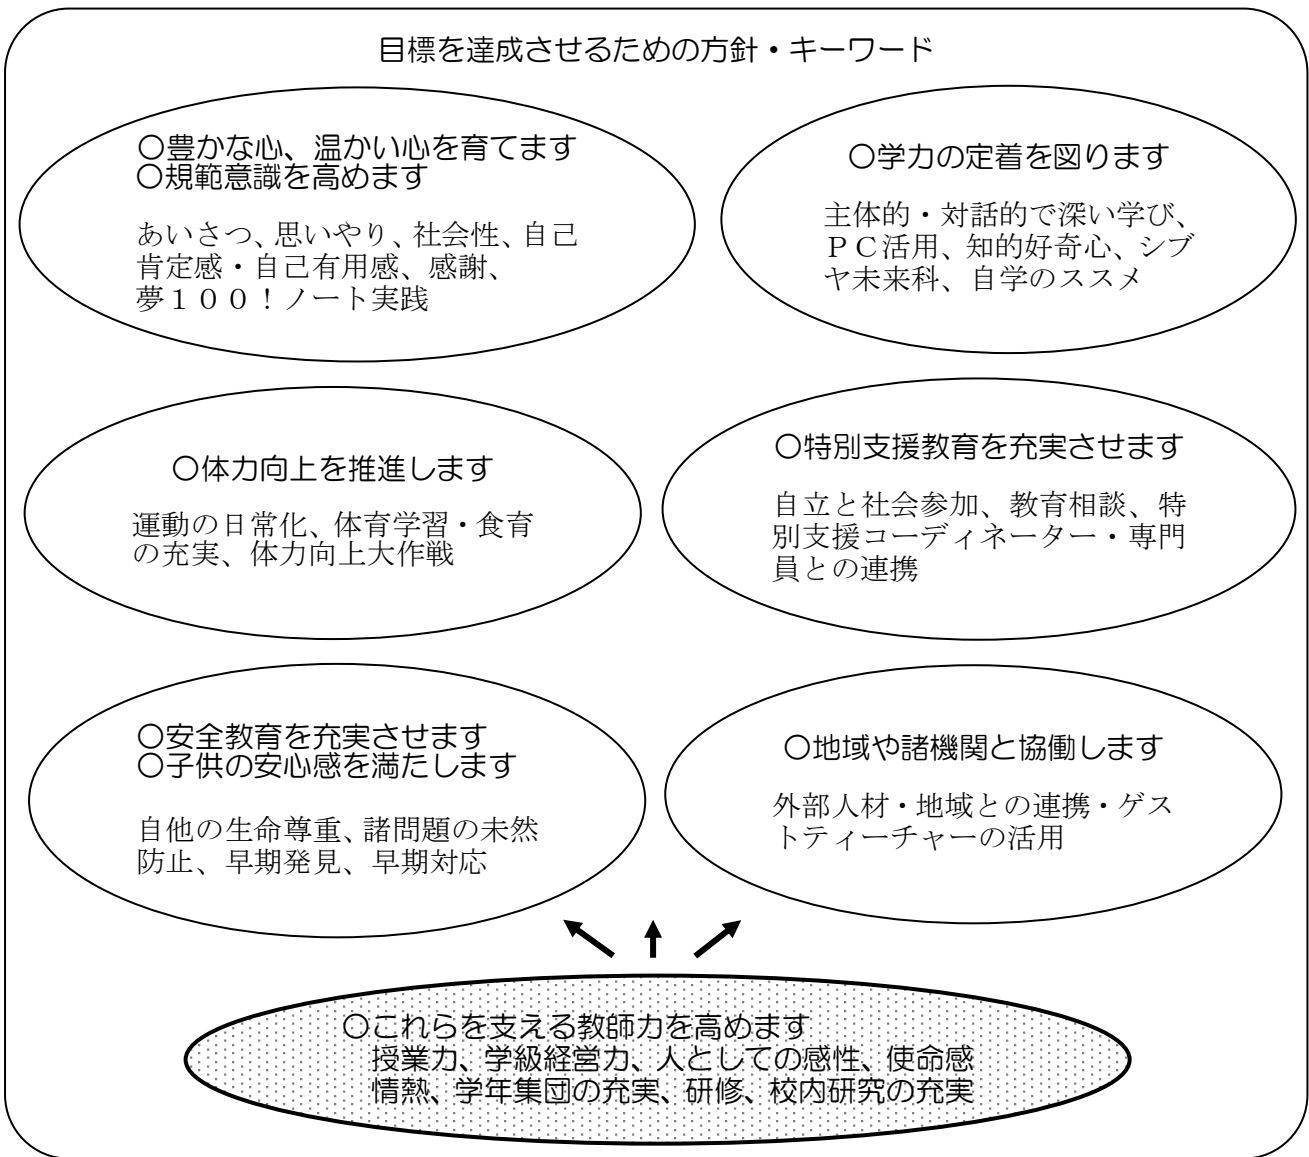 目標を達成させるための方針・キーワード
○豊かな心、温かい心を育てます
○規範意識を高めます
あいさつ、思いやり、社会性、自己
肯定感・自己有用感、感謝、
夢１００！ノート実践
○学力の定着を図ります
主体的・対話的で深い学び、
ＰＣ活用、知的好奇心、シブ
ヤ未来科、自学のススメ
○体力向上を推進します
運動の日常化、体育学習・食育
の充実、体力向上大作戦
○特別支援教育を充実させます
自立と社会参加、教育相談、特
別支援コーディネーター・専門
員との連携
○安全教育を充実させます
○子供の安心感を満たします
自他の生命尊重、諸問題の未然
防止、早期発見、早期対応
○地域や諸機関と協働します
外部人材・地域との連携・ゲス
トティーチャーの活用
○これらを支える教師力を高めます
授業力、学級経営力、人としての感性、使命感
情熱、学年集団の充実、研修、校内研究の充実